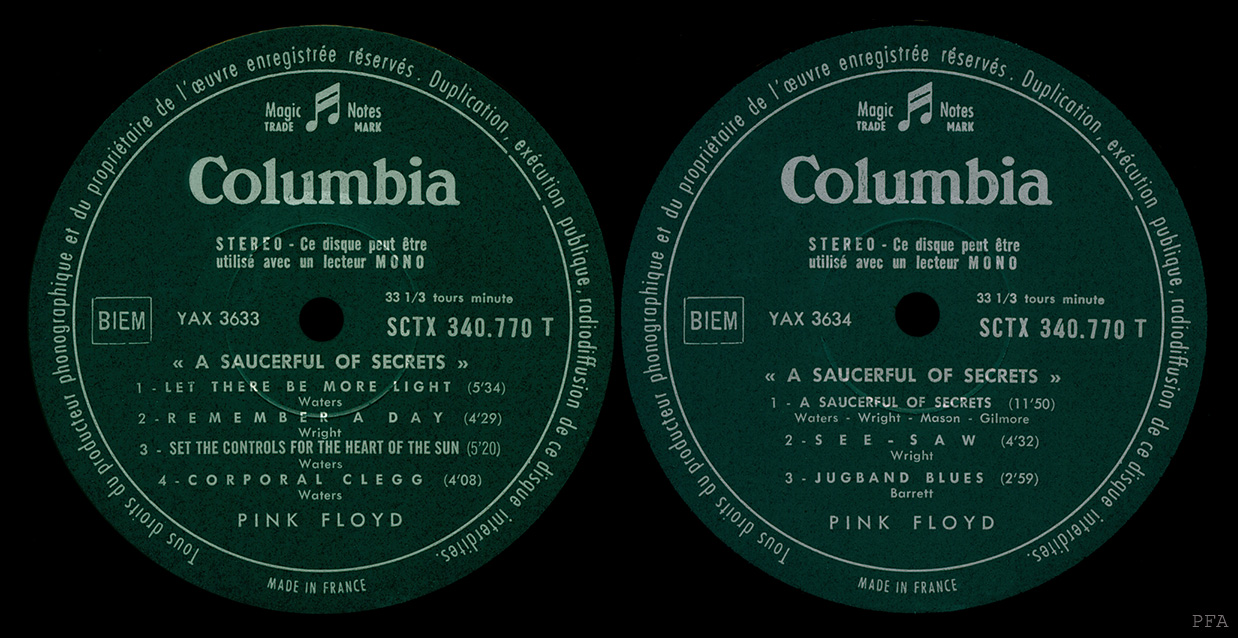 Tous droits du producteur phonographique et du propriétaire de l'œuvre enregistrée réservés. Duplication, exécution publique, radiodiffusion de ce disque interdites.
Magic Notes
TRADE MARK
Columbia
STEREO - Ce disque peut être
utilisé avec un lecteur MONO
33 1/3 tours minute
BIEM YAX 3633 SCTX 340.770 T
« A SAUCERFUL OF SECRETS »
1 - LET THERE BE MORE LIGHT (5'34)
Waters
2 - REMEMBER A DAY (4'29)
Wright
3 - SET THE CONTROLS FOR THE HEART OF THE SUN (5'20)
Waters
4 - CORPORAL CLEGG (4'08)
Waters
PINK FLOYD
MADE IN FRANCE
Tous droits du producteur phonographique et du propriétaire de l'œuvre enregistrée réservés. Duplication, exécution publique, radiodiffusion de ce disque interdites.
Magic Notes
TRADE MARK
Columbia
STEREO - Ce disque peut être
utilisé avec un lecteur MONO
33 1/3 tours minute
BIEM YAX 3634 SCTX 340.770 T
« A SAUCERFUL OF SECRETS »
1 - A SAUCERFUL OF SECRETS (11'50)
Waters - Wright - Mason - Gilmore
2 - SEE - SAW (4'32)
Wright
3 - JUGBAND BLUES (2'59)
Barrett
PINK FLOYD
MADE IN FRANCE
PFA